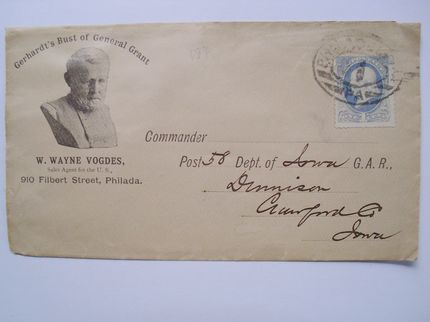 Gerhardt's Bust of General Grant
W. WAYNE VOGDES,
Sales Agent for the U. S.,
910 Filbert Street, Philada.
Commander
Post 58 Dept. of Iowa G.A.R.,
Dennison
Crawford Co
Iowa